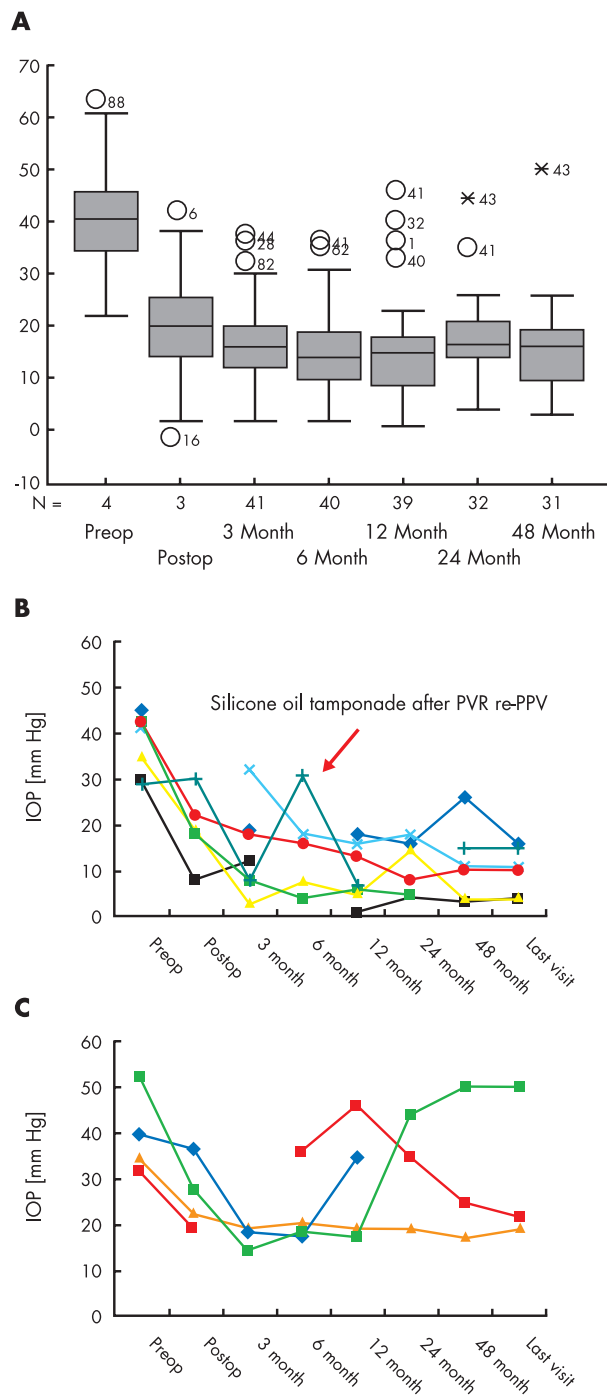 A
70
88
60
50
43
43
6
41
40
44
41
32
28
62
1
41
82
40
30
20
10
0
16
-10
N = 4 3 41 40 39 32 31
Preop 3 Month 12 Month 48 Month
Postop 6 Month 24 Month
B
60
50
Silicone oil tamponade after PVR re-PPV
40
IOP [mm Hg]
30
20
10
0
Preop
Postop
3 month
6 month
12 month
24 month
48 month
Last visit
C
60
50
40
IOP [mm Hg]
30
20
10
0
Preop
Postop
3 month
6 month
12 month
24 month
48 month
Last visit